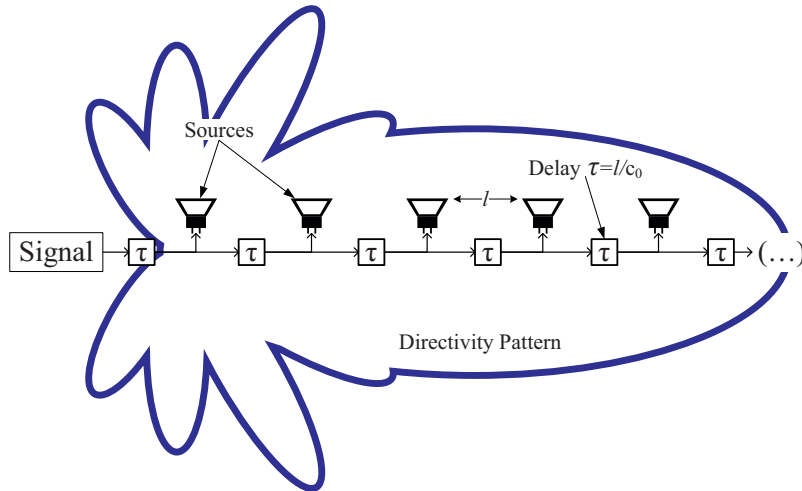 Sources
Delay τ=l/c₀
l
Signal
τ
τ
τ
τ
τ
τ
(...)
Directivity Pattern